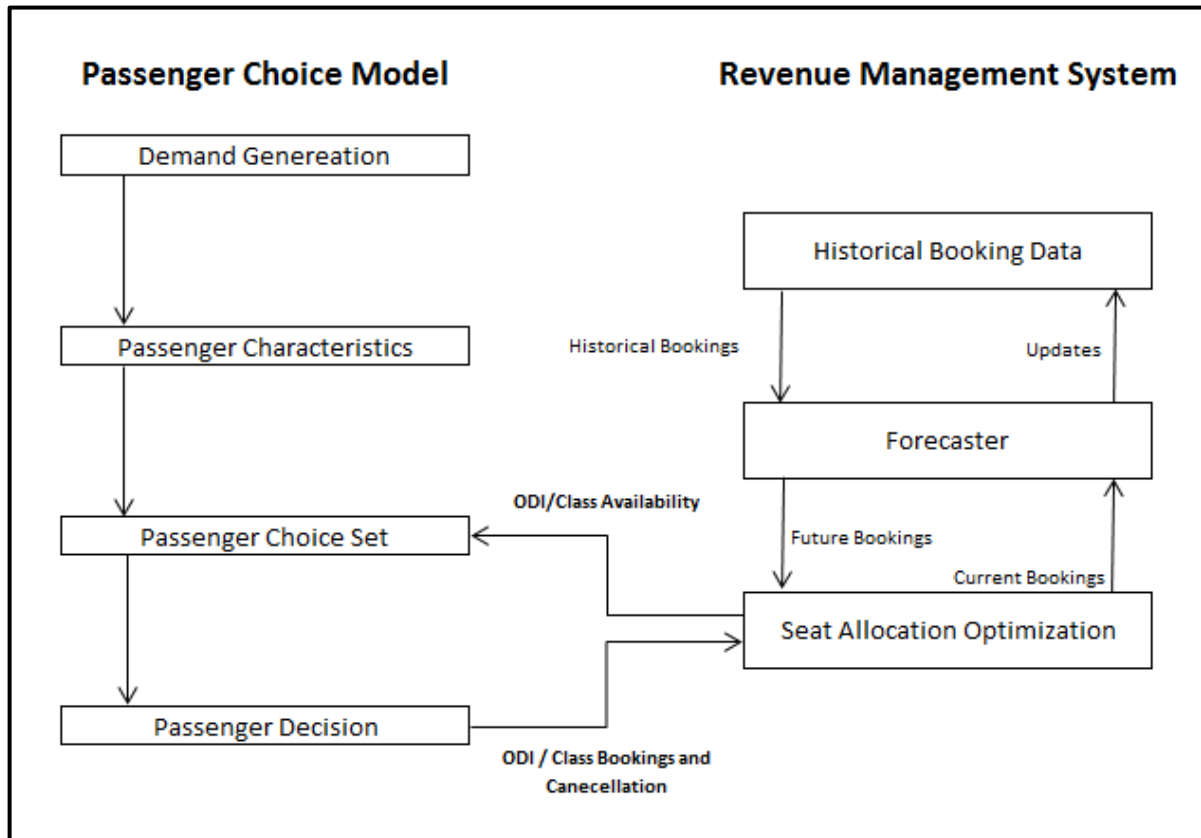 Passenger Choice Model
Revenue Management System
Demand Genereation
Historical Booking Data
Passenger Characteristics
Historical Bookings
Updates
Forecaster
ODI/Class Availability
Passenger Choice Set
Future Bookings
Current Bookings
Seat Allocation Optimization
Passenger Decision
ODI / Class Bookings and
Canecellation